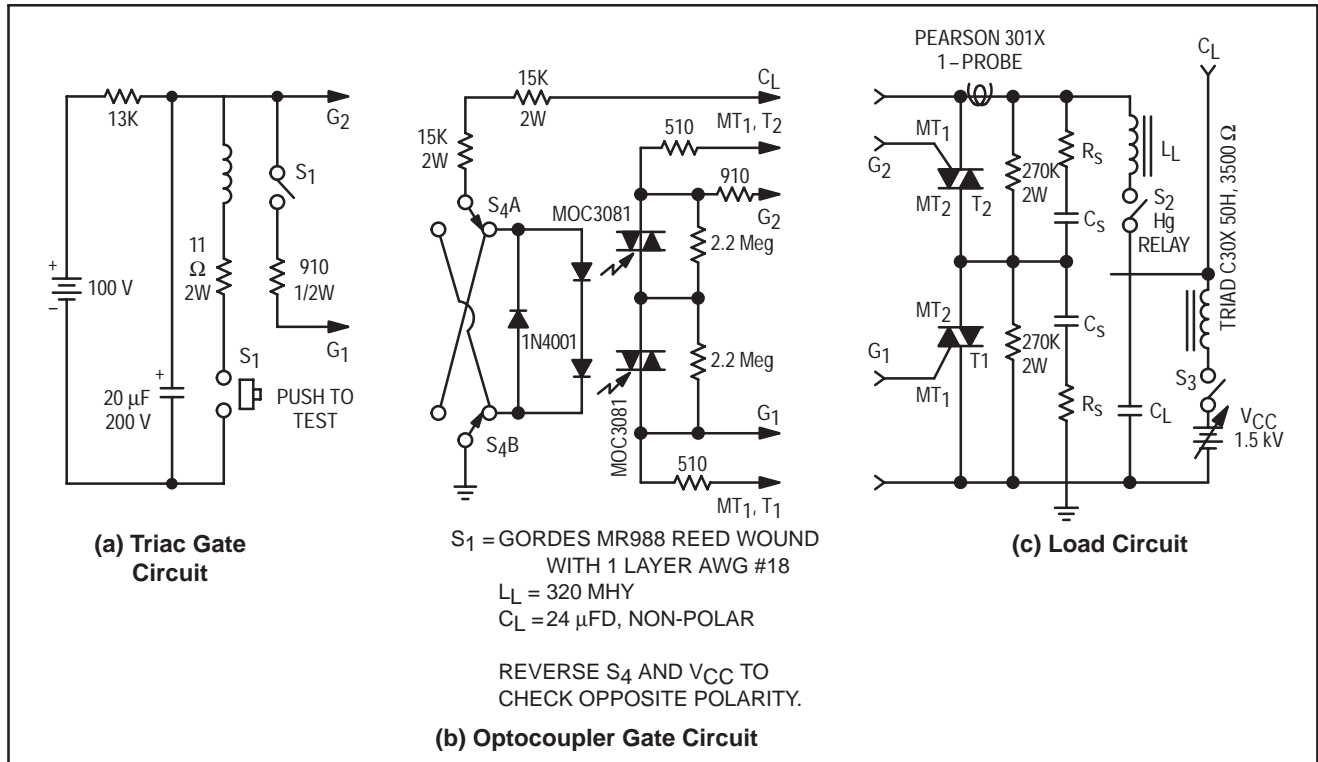 13K
G2
S1
11
Ω
2W
910
1/2W
G1
S1
PUSH TO
TEST
+
100 V
−
+
20 μF
200 V
(a) Triac Gate
Circuit
15K
2W
CL
MT1, T2
15K
2W
510
910
G2
S4A
MOC3081
2.2 Meg
1N4001
2.2 Meg
MOC3081
G1
S4B
510
MT1, T1
S1 = GORDES MR988 REED WOUND
WITH 1 LAYER AWG #18
LL = 320 MHY
CL = 24 μFD, NON-POLAR
REVERSE S4 AND VCC TO
CHECK OPPOSITE POLARITY.
(b) Optocoupler Gate Circuit
PEARSON 301X
1–PROBE
CL
MT1
G2
MT2
T2
270K
2W
RS
CS
LL
S2
Hg
RELAY
TRIAD C30X 50H, 3500 Ω
MT2
G1
T1
MT1
270K
2W
CS
RS
CL
S3
VCC
1.5 kV
(c) Load Circuit